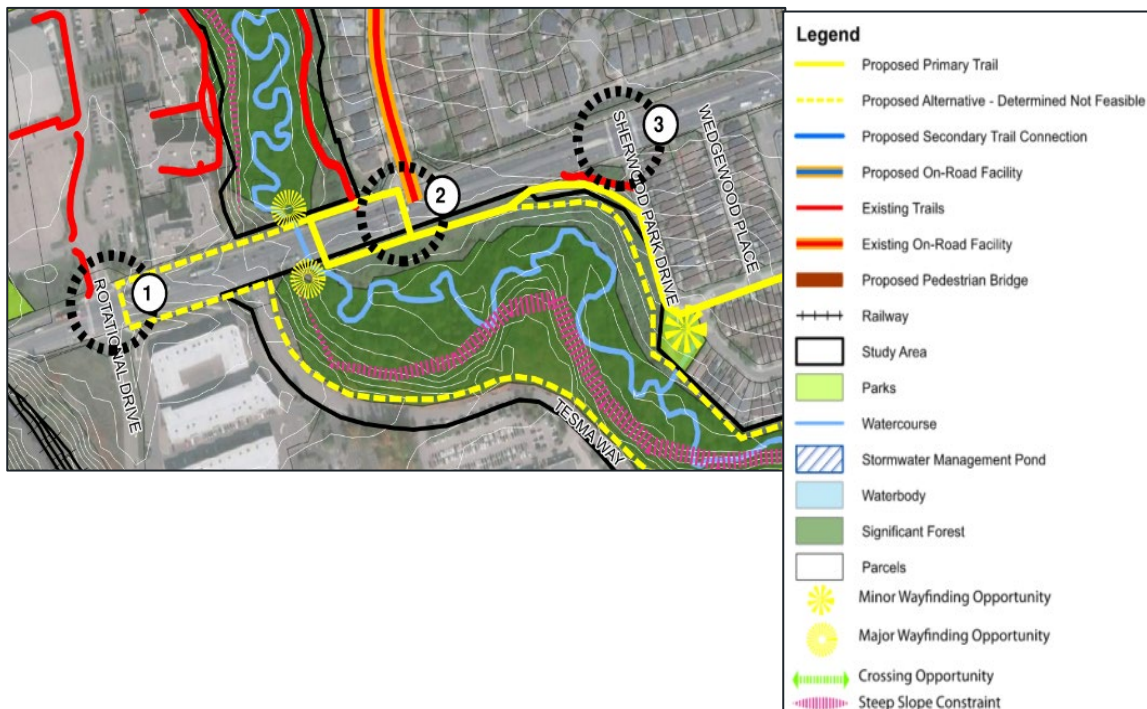 1
2
3
ROTATIONAL DRIVE
SHERWOOD PARK DRIVE
WEDGEWOOD PLACE
TESMA WAY
Legend
Proposed Primary Trail
Proposed Alternative - Determined Not Feasible
Proposed Secondary Trail Connection
Proposed On-Road Facility
Existing Trails
Existing On-Road Facility
Proposed Pedestrian Bridge
Railway
Study Area
Parks
Watercourse
Stormwater Management Pond
Waterbody
Significant Forest
Parcels
Minor Wayfinding Opportunity
Major Wayfinding Opportunity
Crossing Opportunity
Steep Slope Constraint